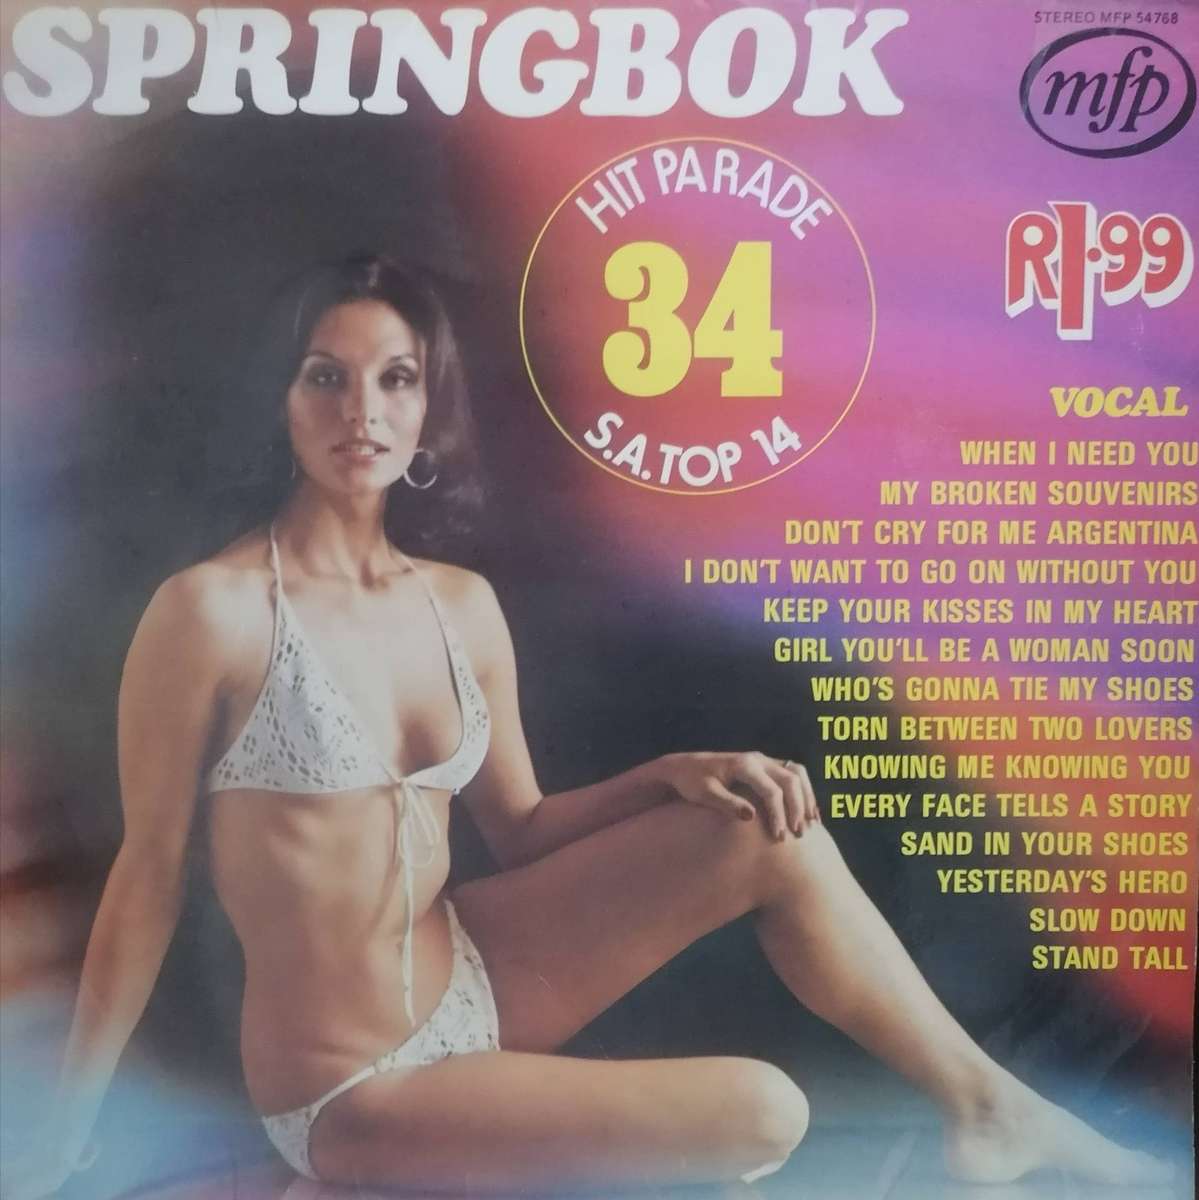 SPRINGBOK
STEREO MFP 54768
mfp
HIT PARADE
34
S.A. TOP 14
R1·99
VOCAL
WHEN I NEED YOU
MY BROKEN SOUVENIRS
DON'T CRY FOR ME ARGENTINA
I DON'T WANT TO GO ON WITHOUT YOU
KEEP YOUR KISSES IN MY HEART
GIRL YOU'LL BE A WOMAN SOON
WHO'S GONNA TIE MY SHOES
TORN BETWEEN TWO LOVERS
KNOWING ME KNOWING YOU
EVERY FACE TELLS A STORY
SAND IN YOUR SHOES
YESTERDAY'S HERO
SLOW DOWN
STAND TALL